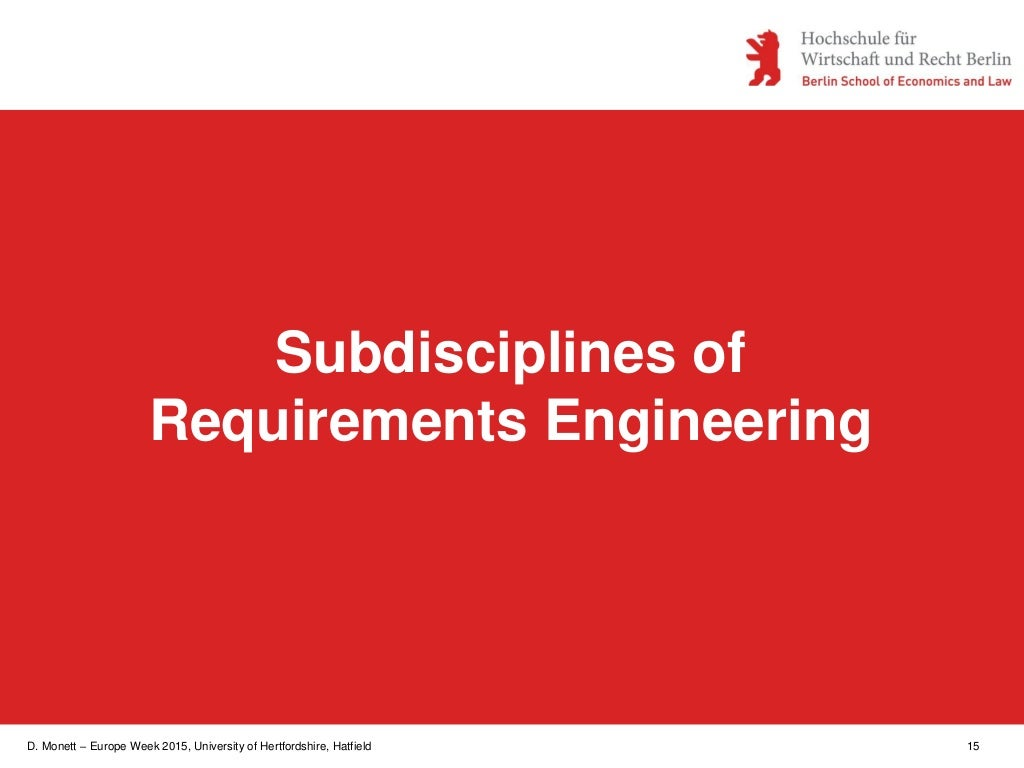 Hochschule für
Wirtschaft und Recht Berlin
Berlin School of Economics and Law
Subdisciplines of
Requirements Engineering
D. Monett – Europe Week 2015, University of Hertfordshire, Hatfield
15